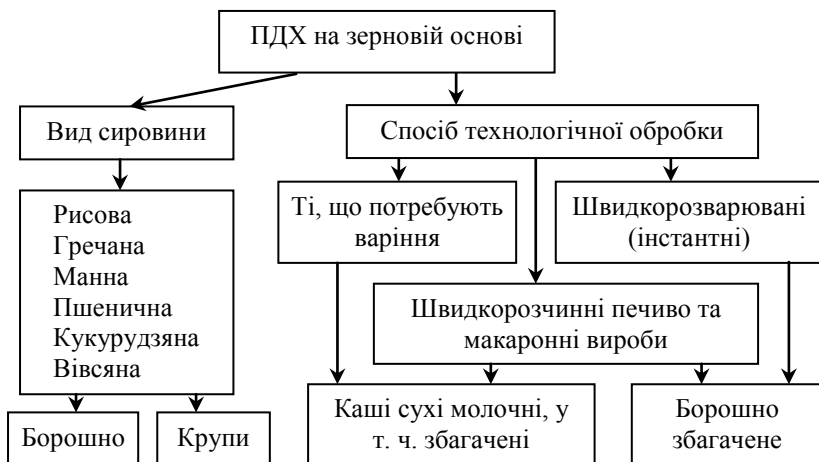 ПДХ на зерновій основі
Вид сировини
Спосіб технологічної обробки
Рисова
Гречана
Манна
Пшенична
Кукурудзяна
Вівсяна
Ті, що потребують
варіння
Швидкорозварювані
(інстантні)
Швидкорозчинні печиво та
макаронні вироби
Борошно
Крупи
Каші сухі молочні, у
т. ч. збагачені
Борошно
збагачене